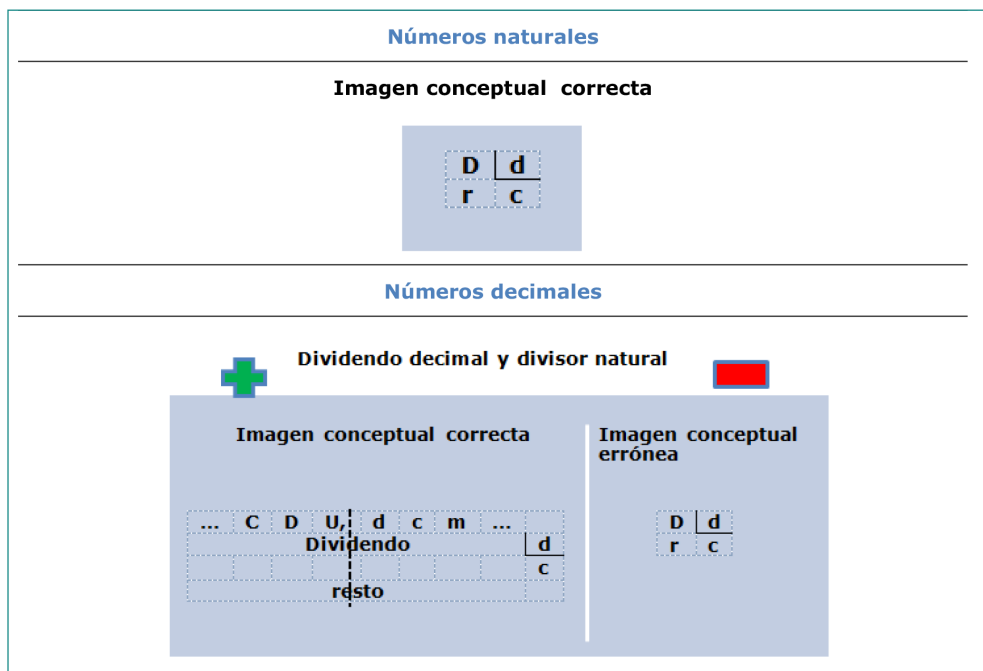 Números naturales
Imagen conceptual correcta
D d
r c
Números decimales
Dividendo decimal y divisor natural
Imagen conceptual correcta
... C D U, d c m ...
Dividendo d
c
resto
Imagen conceptual
errónea
D d
r c